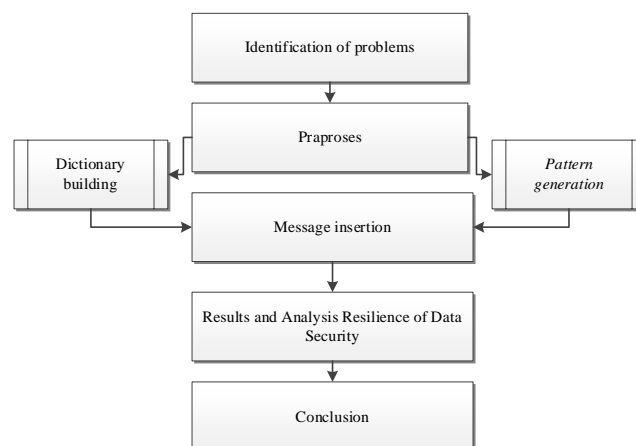 Identification of problems
Praproses
Dictionary
building
Pattern
generation
Message insertion
Results and Analysis Resilience of Data
Security
Conclusion